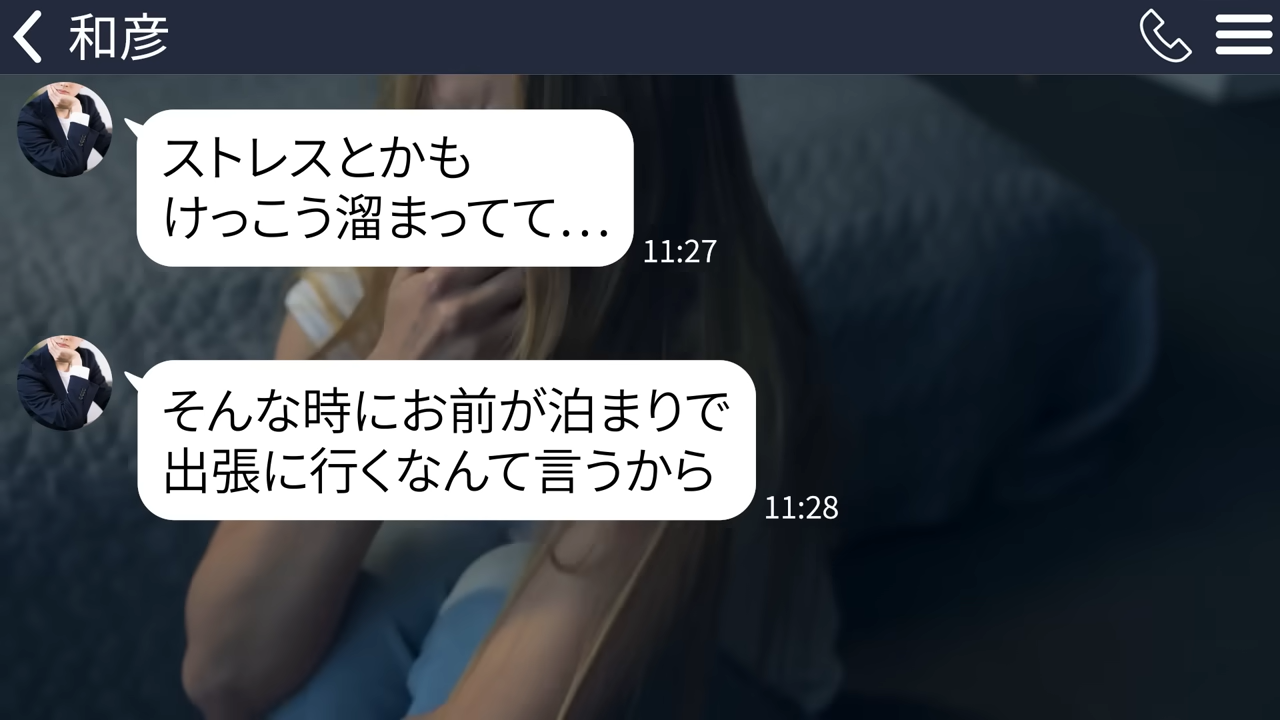 和彦
ストレスとかも
けっこう溜まってて…
11:27
そんな時にお前が泊まりで
出張に行くなんて言うから
11:28